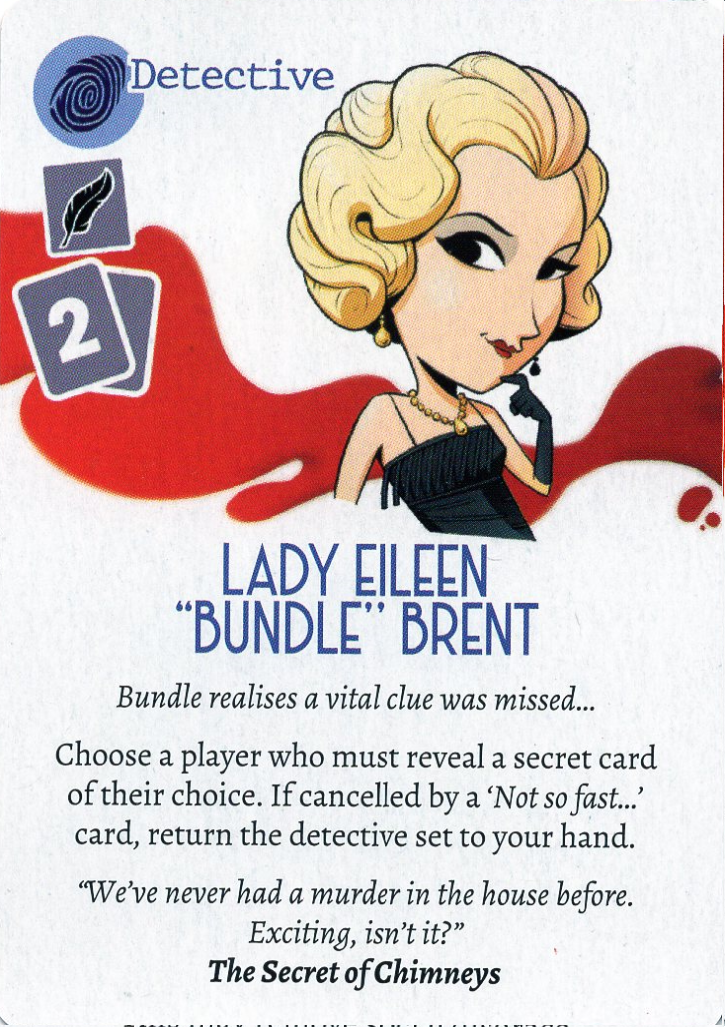 Detective
2
LADY EILEEN
“BUNDLE” BRENT
Bundle realises a vital clue was missed...
Choose a player who must reveal a secret card
of their choice. If cancelled by a ‘Not so fast...’
card, return the detective set to your hand.
“We’ve never had a murder in the house before.
Exciting, isn’t it?”
The Secret of Chimneys